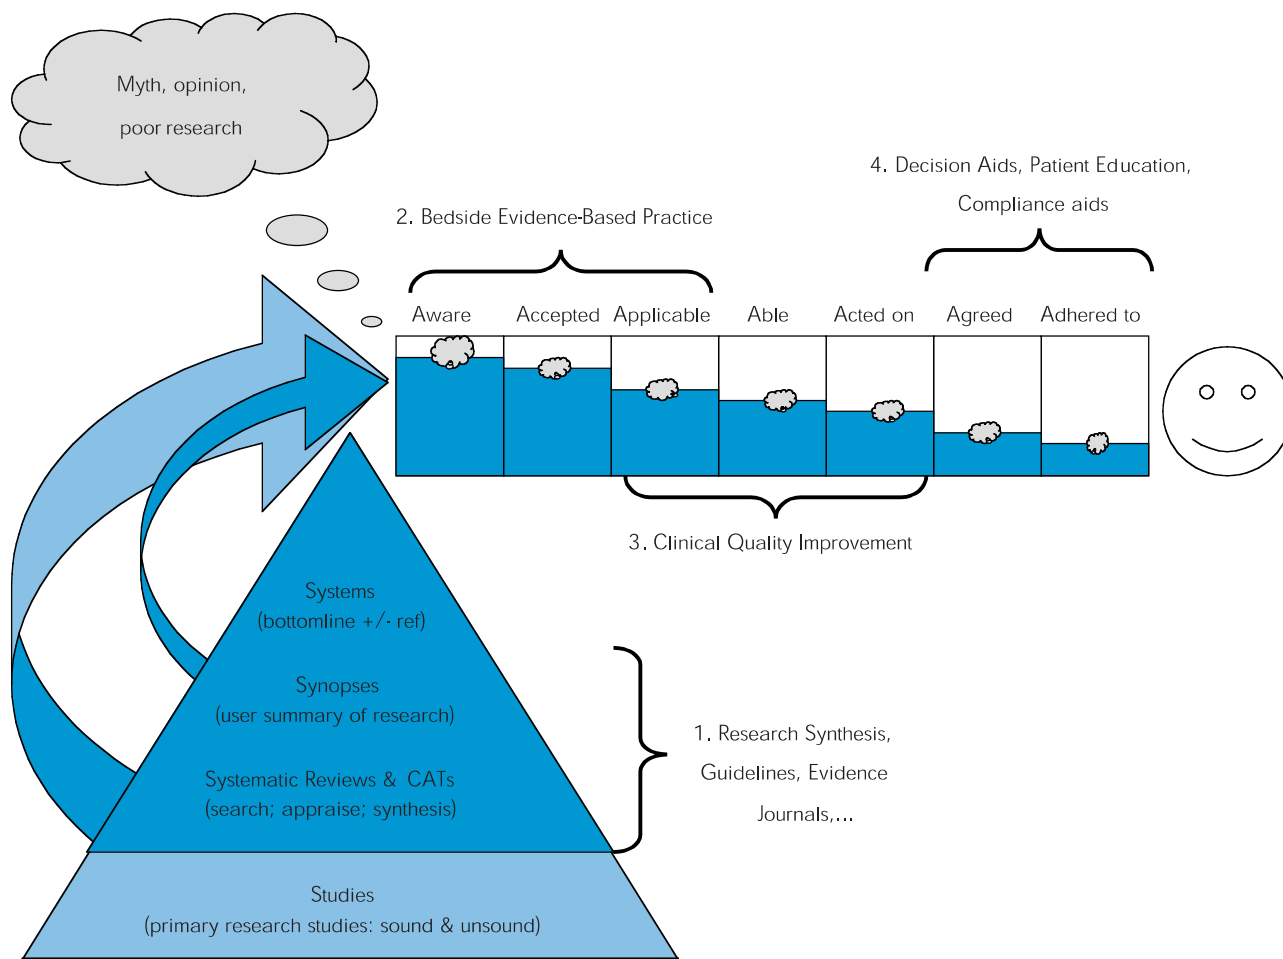 Myth, opinion,
poor research
4. Decision Aids, Patient Education,
Compliance aids
2. Bedside Evidence-Based Practice
Aware
Accepted
Applicable
Able
Acted on
Agreed
Adhered to
3. Clinical Quality Improvement
Systems
(bottomline +/- ref)
Synopses
(user summary of research)
Systematic Reviews & CATs
(search; appraise; synthesis)
1. Research Synthesis,
Guidelines, Evidence
Journals,...
Studies
(primary research studies: sound & unsound)